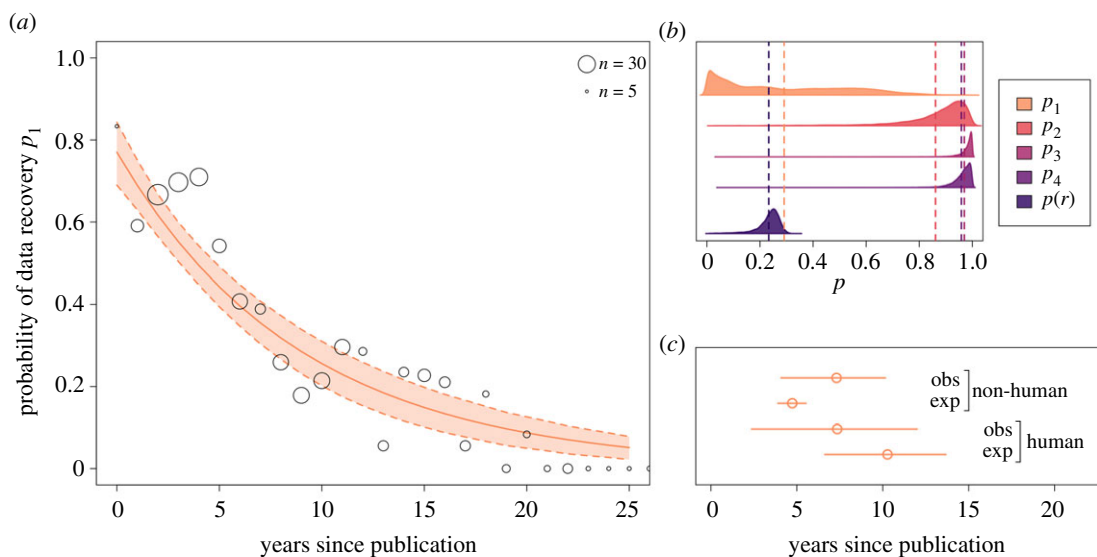 (a)
1.0
0.8
0.6
0.4
0.2
0
probability of data recovery p₁
n = 30
n = 5
0 5 10 15 20 25
years since publication
(b)
0 0.2 0.4 0.6 0.8 1.0
p
p₁
p₂
p₃
p₄
p(r)
(c)
obs
exp
non-human
obs
exp
human
0 5 10 15 20
years since publication